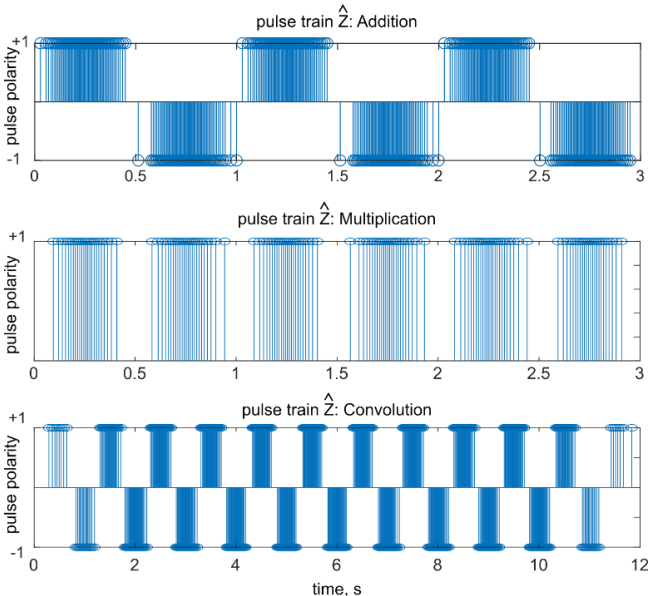 pulse train Ẑ: Addition
+1
pulse polarity
-1
0 0.5 1 1.5 2 2.5 3
pulse train Ẑ: Multiplication
+1
pulse polarity
0 0.5 1 1.5 2 2.5 3
pulse train Ẑ: Convolution
+1
pulse polarity
-1
0 2 4 6 8 10 12
time, s